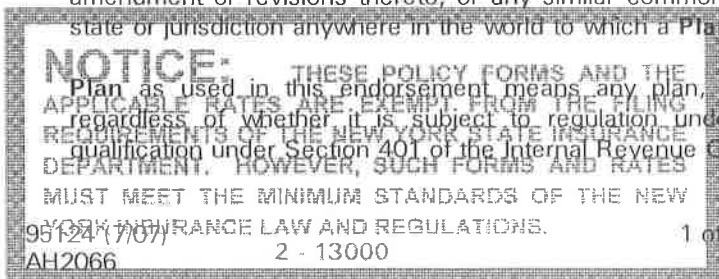 amendment or revisions thereto, or any similar common
state or jurisdiction anywhere in the world to which a Pla
NOTICE: THESE POLICY FORMS AND THE
Plan as used in this endorsement means any plan,
APPLICABLE RATES ARE EXEMPT FROM THE FILING
regardless of whether it is subject to regulation und
REQUIREMENTS OF THE NEW YORK STATE INSURANCE
qualification under Section 401 of the Internal Revenue C
DEPARTMENT. HOWEVER, SUCH FORMS AND RATES
MUST MEET THE MINIMUM STANDARDS OF THE NEW
YORK INSURANCE LAW AND REGULATIONS.
95124 (7/07) 1 of
2 - 13000
AH2066